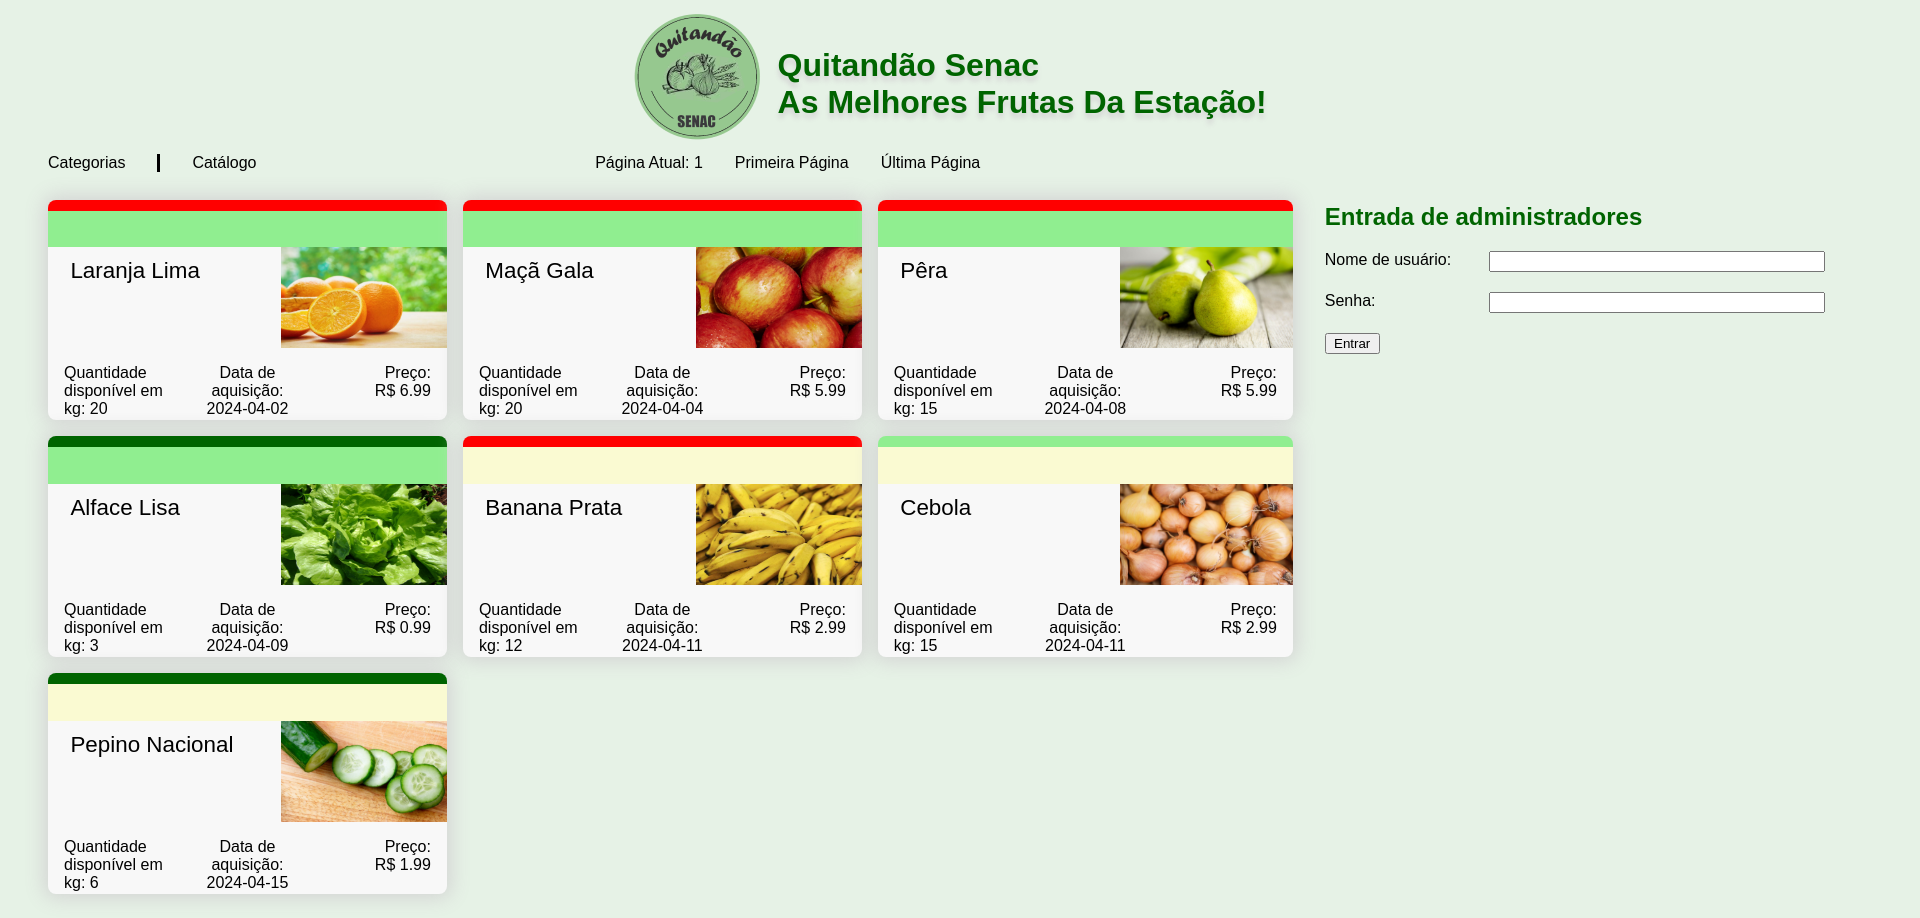 Quitandão
SENAC
Quitandão Senac
As Melhores Frutas Da Estação!
Categorias
Catálogo
Página Atual: 1
Primeira Página
Última Página
Laranja Lima
Quantidade
disponível em
kg: 20
Data de
aquisição:
2024-04-02
Preço:
R$ 6.99
Maçã Gala
Quantidade
disponível em
kg: 20
Data de
aquisição:
2024-04-04
Preço:
R$ 5.99
Pêra
Quantidade
disponível em
kg: 15
Data de
aquisição:
2024-04-08
Preço:
R$ 5.99
Alface Lisa
Quantidade
disponível em
kg: 3
Data de
aquisição:
2024-04-09
Preço:
R$ 0.99
Banana Prata
Quantidade
disponível em
kg: 12
Data de
aquisição:
2024-04-11
Preço:
R$ 2.99
Cebola
Quantidade
disponível em
kg: 15
Data de
aquisição:
2024-04-11
Preço:
R$ 2.99
Pepino Nacional
Quantidade
disponível em
kg: 6
Data de
aquisição:
2024-04-15
Preço:
R$ 1.99
Entrada de administradores
Nome de usuário:
Senha:
Entrar